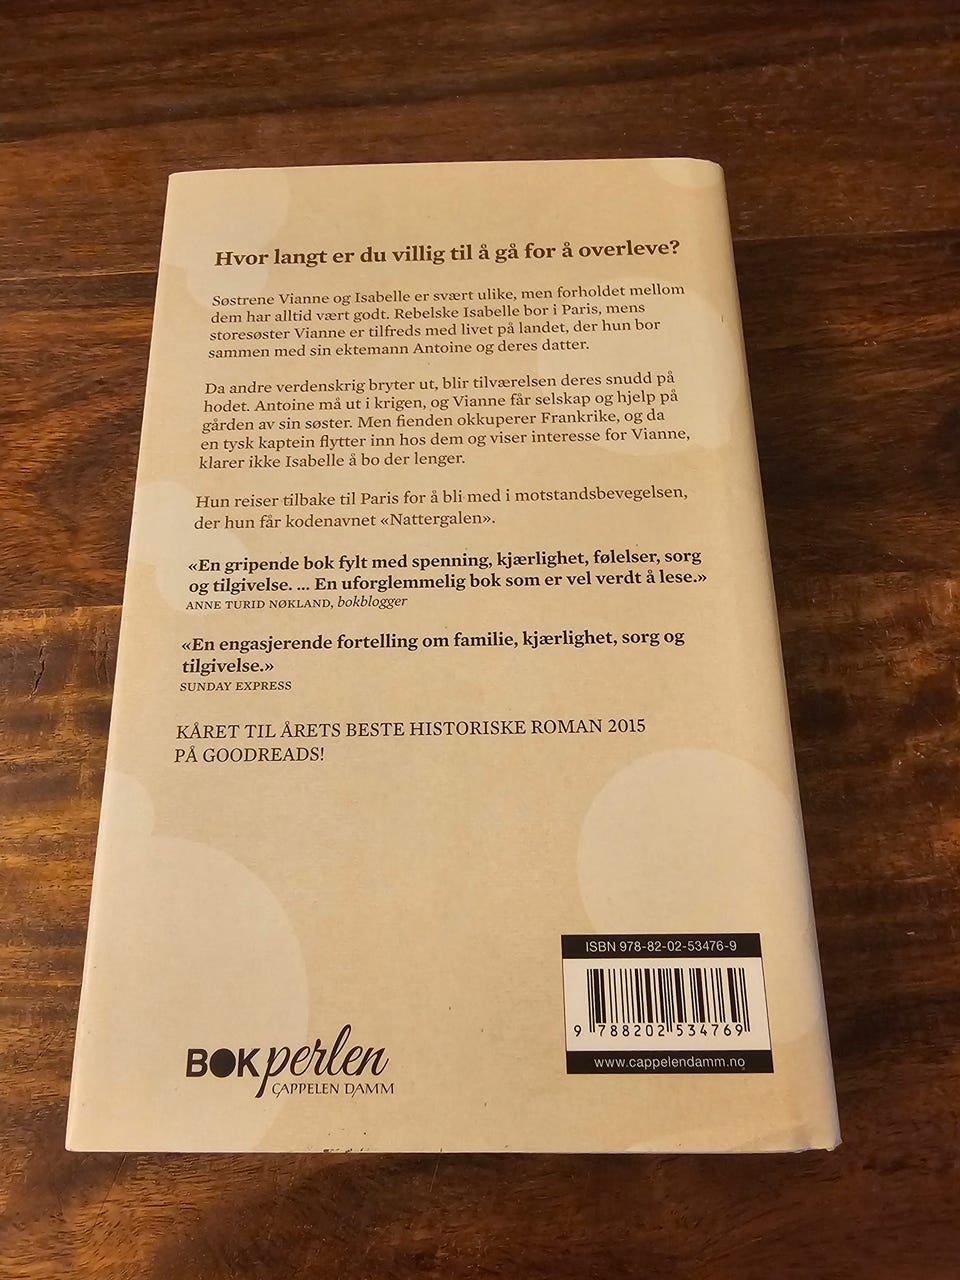 Hvor langt er du villig til å gå for å overleve?
Søstrene Vianne og Isabelle er svært ulike, men forholdet mellom
dem har alltid vært godt. Rebelske Isabelle bor i Paris, mens
storesøster Vianne er tilfreds med livet på landet, der hun bor
sammen med sin ektemann Antoine og deres datter.
Da andre verdenskrig bryter ut, blir tilværelsen deres snudd på
hodet. Antoine må ut i krigen, og Vianne får selskap og hjelp på
gården av sin søster. Men fienden okkuperer Frankrike, og da
en tysk kaptein flytter inn hos dem og viser interesse for Vianne,
klarer ikke Isabelle å bo der lenger.
Hun reiser tilbake til Paris for å bli med i motstandsbevegelsen,
der hun får kodenavnet «Nattergalen».
«En gripende bok fylt med spenning, kjærlighet, følelser, sorg
og tilgivelse. ... En uforglemmelig bok som er vel verdt å lese.»
ANNE TURID NØKLAND, bokblogger
«En engasjerende fortelling om familie, kjærlighet, sorg og
tilgivelse.»
SUNDAY EXPRESS
KÅRET TIL ÅRETS BESTE HISTORISKE ROMAN 2015
PÅ GOODREADS!
ISBN 978-82-02-53476-9
9 788202 534769
www.cappelendamm.no
BOKperlen
CAPPELEN DAMM